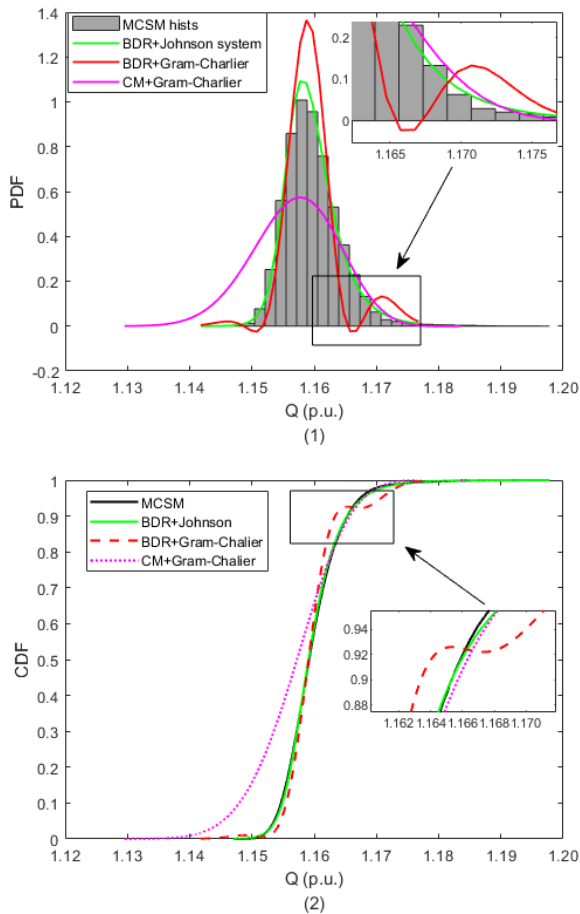 1.4
1.2
1
0.8
0.6
0.4
0.2
0
-0.2
PDF
MCSM hists
BDR+Johnson system
BDR+Gram-Charlier
CM+Gram-Charlier
0.2
0.1
0
1.165 1.170 1.175
1.12 1.13 1.14 1.15 1.16 1.17 1.18 1.19 1.20
Q (p.u.)
(1)
1
0.9
0.8
0.7
0.6
0.5
0.4
0.3
0.2
0.1
0
CDF
MCSM
BDR+Johnson
BDR+Gram-Chalier
CM+Gram-Chalier
0.94
0.92
0.9
0.88
1.162 1.164 1.166 1.168 1.170
1.12 1.13 1.14 1.15 1.16 1.17 1.18 1.19 1.20
Q (p.u.)
(2)